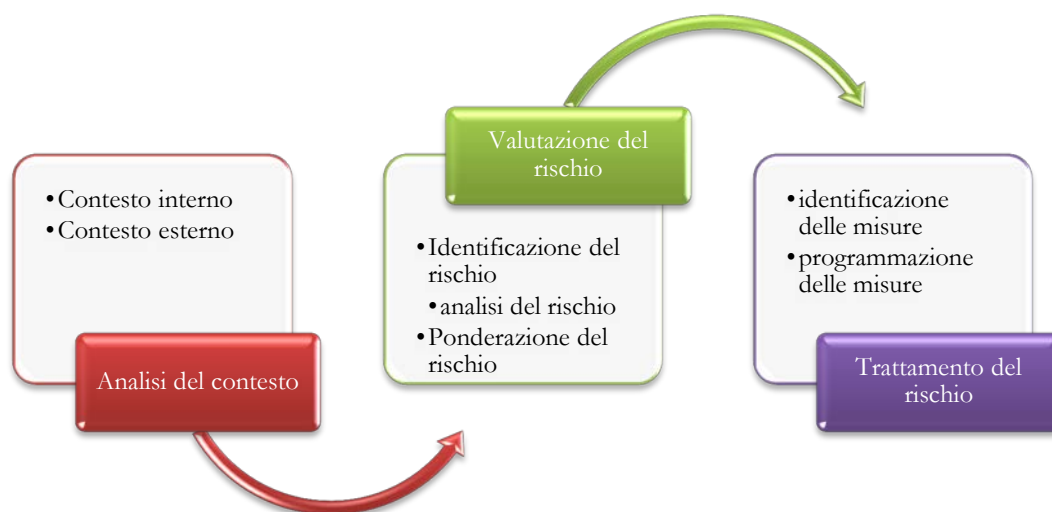 •Contesto interno
•Contesto esterno
Analisi del contesto
Valutazione del
rischio
•Identificazione del
rischio
•analisi del rischio
•Ponderazione del
rischio
•identificazione
delle misure
•programmazione
delle misure
Trattamento del
rischio